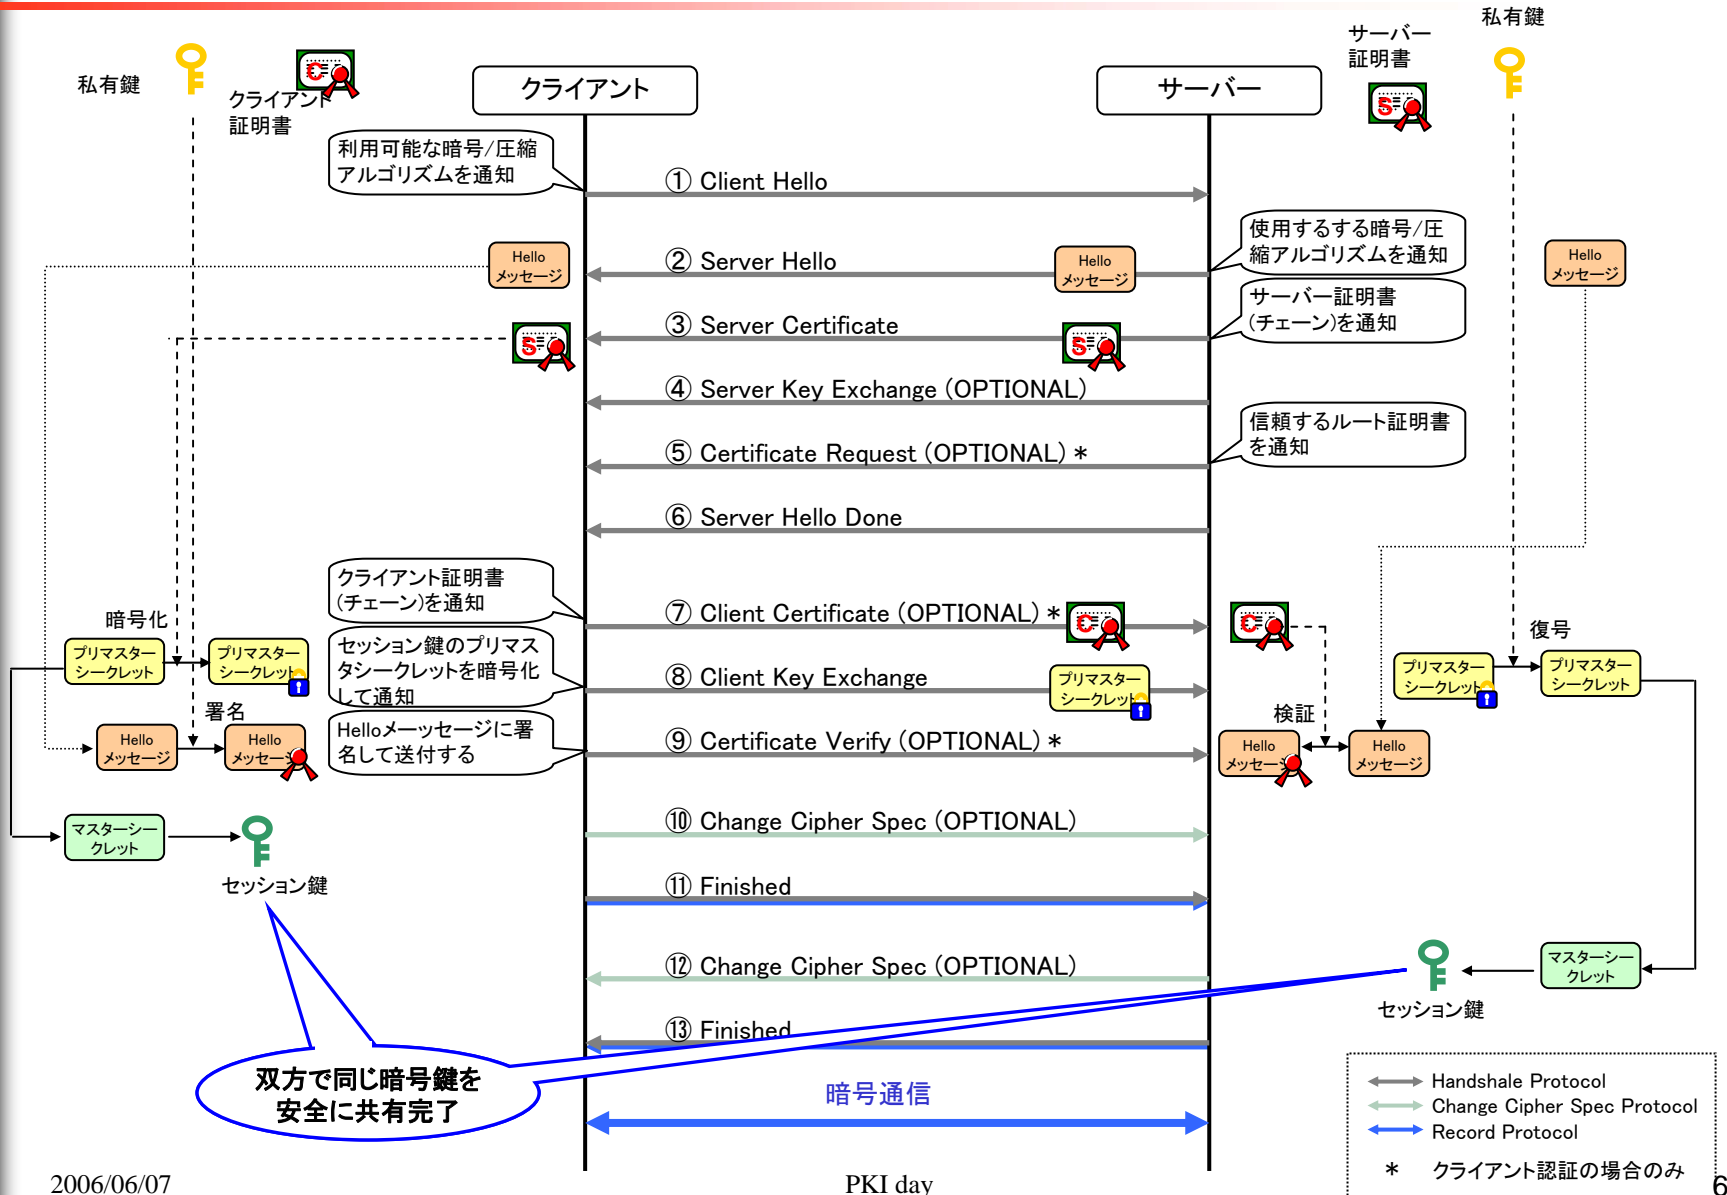 私有鍵
サーバー
証明書
私有鍵
クライアント
証明書
クライアント
サーバー
利用可能な暗号/圧縮
アルゴリズムを通知
① Client Hello
使用するする暗号/圧
縮アルゴリズムを通知
Hello
メッセージ
② Server Hello
Hello
メッセージ
Hello
メッセージ
サーバー証明書
(チェーン)を通知
③ Server Certificate
S
S
S
C
④ Server Key Exchange (OPTIONAL)
信頼するルート証明書
を通知
⑤ Certificate Request (OPTIONAL) *
⑥ Server Hello Done
クライアント証明書
(チェーン)を通知
⑦ Client Certificate (OPTIONAL) *
C
C
暗号化
復号
プリマスター
シークレット
プリマスター
シークレット
セッション鍵のプリマス
タシークレットを暗号化
して通知
⑧ Client Key Exchange
プリマスター
シークレット
プリマスター
シークレット
プリマスター
シークレット
署名
検証
Hello
メッセージ
Hello
メッセージ
Helloメーッセージに署
名して送付する
⑨ Certificate Verify (OPTIONAL) *
Hello
メッセージ
Hello
メッセージ
⑩ Change Cipher Spec (OPTIONAL)
マスターシー
クレット
セッション鍵
⑪ Finished
⑫ Change Cipher Spec (OPTIONAL)
マスターシー
クレット
セッション鍵
⑬ Finished
双方で同じ暗号鍵を
安全に共有完了
暗号通信
Handshale Protocol
Change Cipher Spec Protocol
Record Protocol
* クライアント認証の場合のみ
2006/06/07
PKI day
6